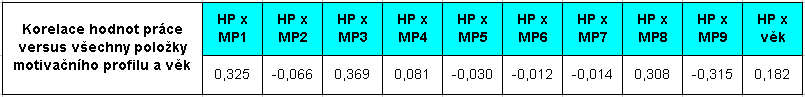 Korelace hodnot práce
versus všechny položky
motivačního profilu a věk
HP x MP1 HP x MP2 HP x MP3 HP x MP4 HP x MP5 HP x MP6 HP x MP7 HP x MP8 HP x MP9 HP x věk
0,325 -0,066 0,369 0,081 -0,030 -0,012 -0,014 0,308 -0,315 0,182